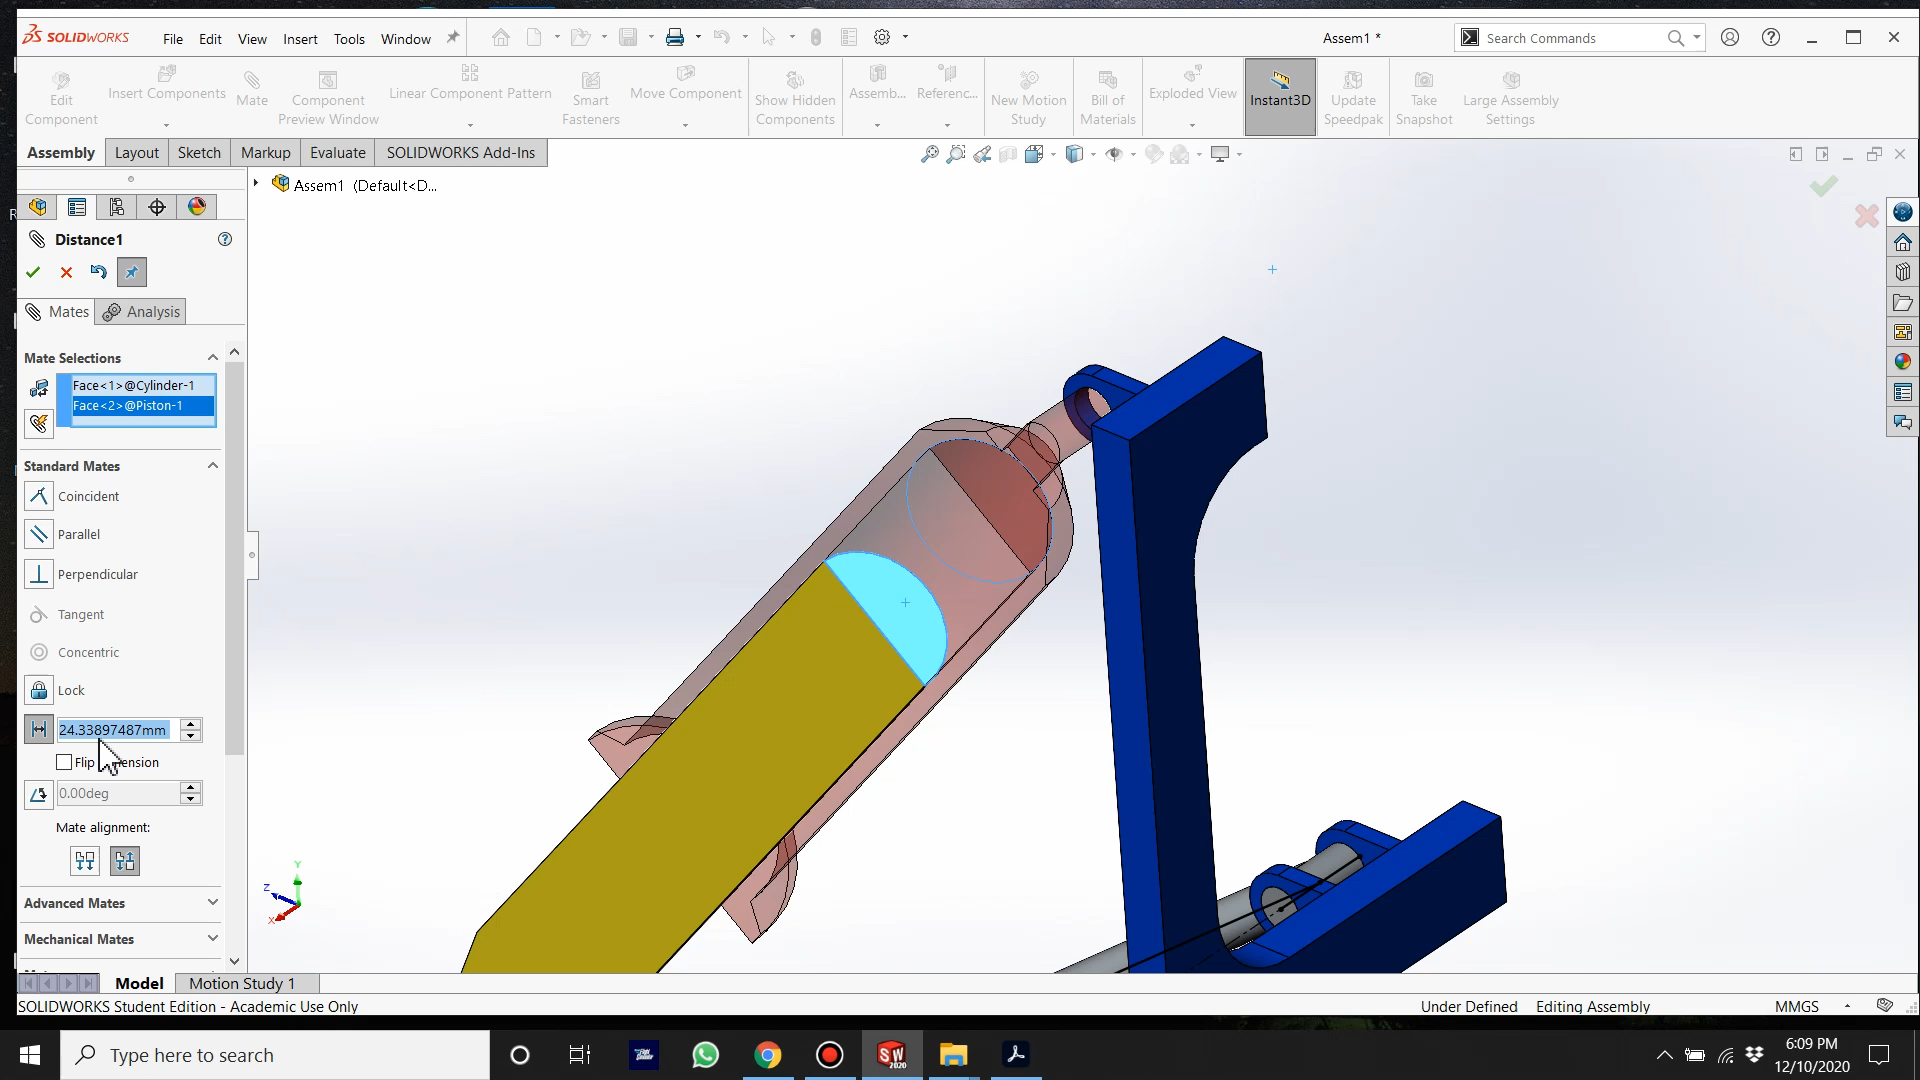 SOLIDWORKS File Edit View Insert Tools Window Assem1 * Search Commands
Edit Component
Insert Components
Mate
Component Preview Window
Linear Component Pattern
Smart Fasteners
Move Component
Show Hidden Components
Assemb...
Referenc...
New Motion Study
Bill of Materials
Exploded View
Instant3D
Update Speedpak
Take Snapshot
Large Assembly Settings
Assembly Layout Sketch Markup Evaluate SOLIDWORKS Add-Ins
Assem1 (Default<D...
Distance1
Mates Analysis
Mate Selections
Face<1>@Cylinder-1
Face<2>@Piston-1
Standard Mates
Coincident
Parallel
Perpendicular
Tangent
Concentric
Lock
24.33897487mm
Flip
0.00deg
Mate alignment:
Advanced Mates
Mechanical Mates
Y
Z
X
Model Motion Study 1
SOLIDWORKS Student Edition - Academic Use Only Under Defined Editing Assembly MMGS
Type here to search
SW 2020
6:09 PM
12/10/2020